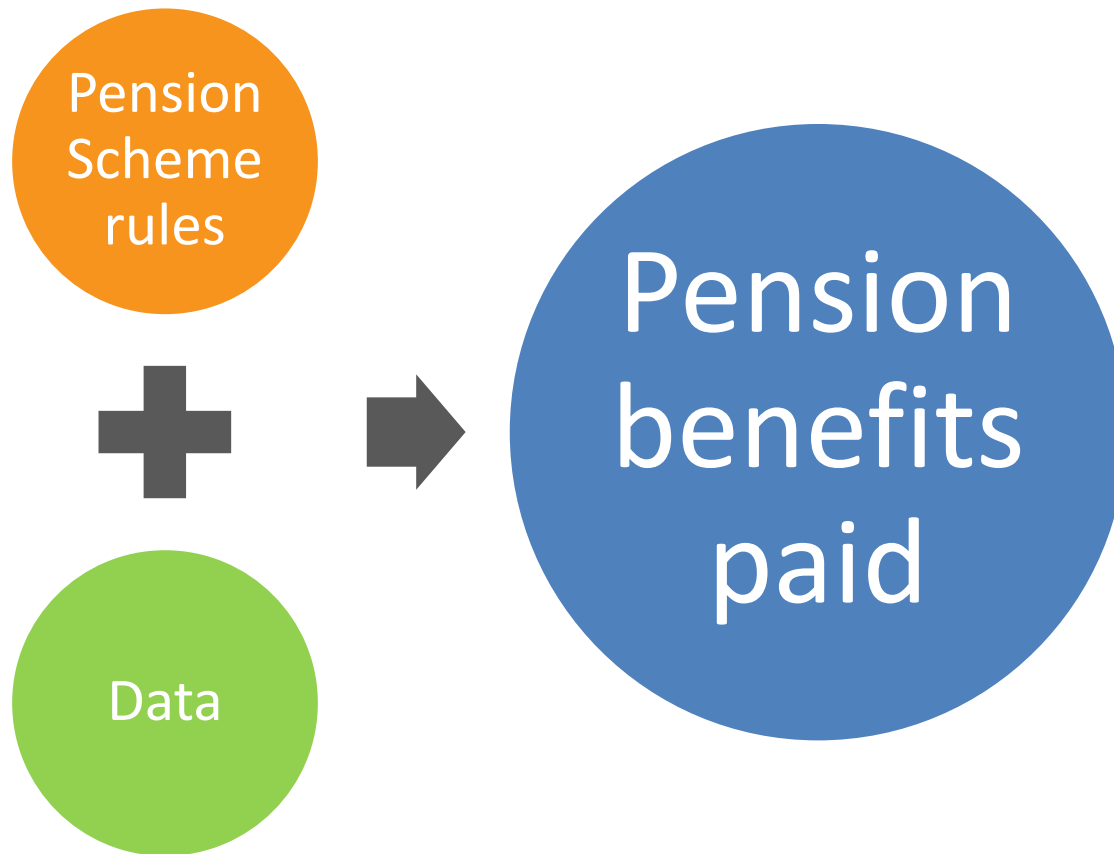 Pension
Scheme
rules
Data
Pension
benefits
paid